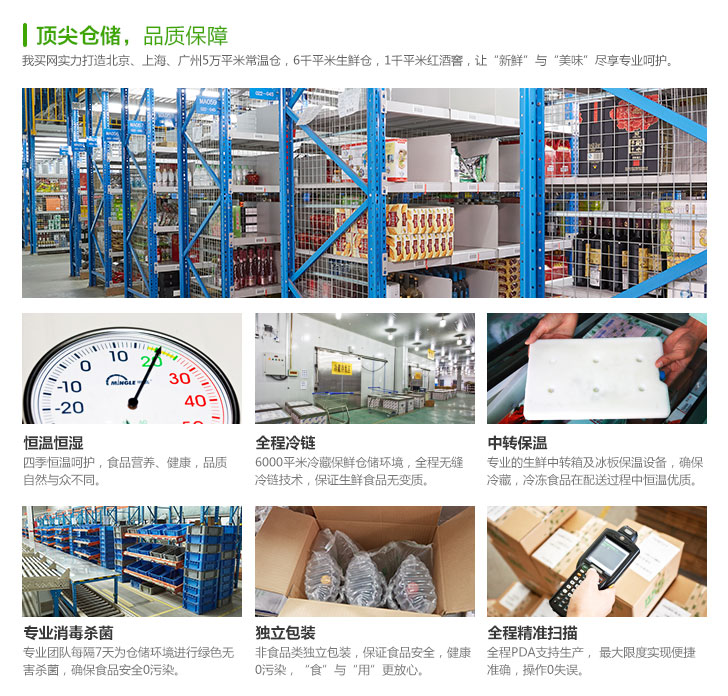 顶尖仓储，品质保障
我买网实力打造北京、上海、广州5万平米常温仓，6千平米生鲜仓，1千平米红酒窖，让“新鲜”与“美味”尽享专业呵护。
MA059
022-045
-20
-10
0
10
20
30
40
50
MINGLE
恒温恒湿
四季恒温呵护，食品营养、健康，品质
自然与众不同。
全程冷链
6000平米冷藏保鲜仓储环境，全程无缝
冷链技术，保证生鲜食品无变质。
中转保温
专业的生鲜中转箱及冰板保温设备，确保
冷藏，冷冻食品在配送过程中恒温优质。
专业消毒杀菌
专业团队每隔7天为仓储环境进行绿色无
害杀菌，确保食品安全0污染。
独立包装
非食品类独立包装，保证食品安全，健康
0污染，“食”与“用”更放心。
全程精准扫描
全程PDA支持生产， 最大限度实现便捷
准确，操作0失误。